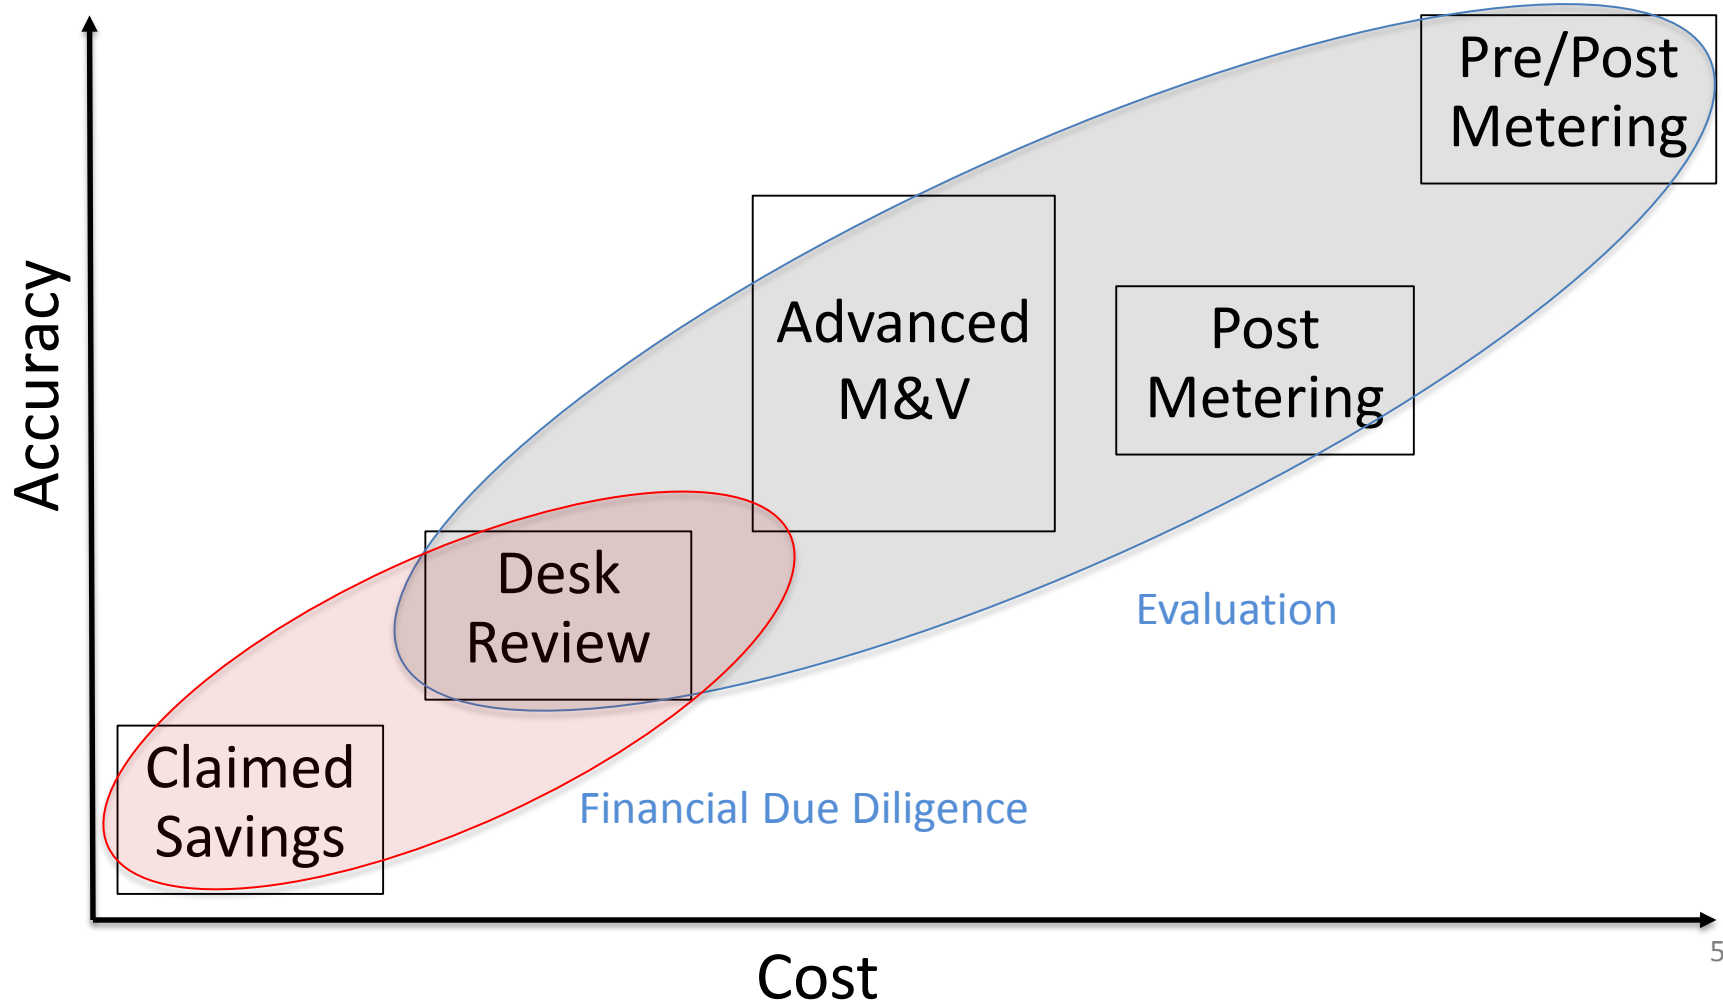 Pre/Post
Metering
Advanced
M&V
Post
Metering
Accuracy
Desk
Review
Evaluation
Claimed
Savings
Financial Due Diligence
Cost
5